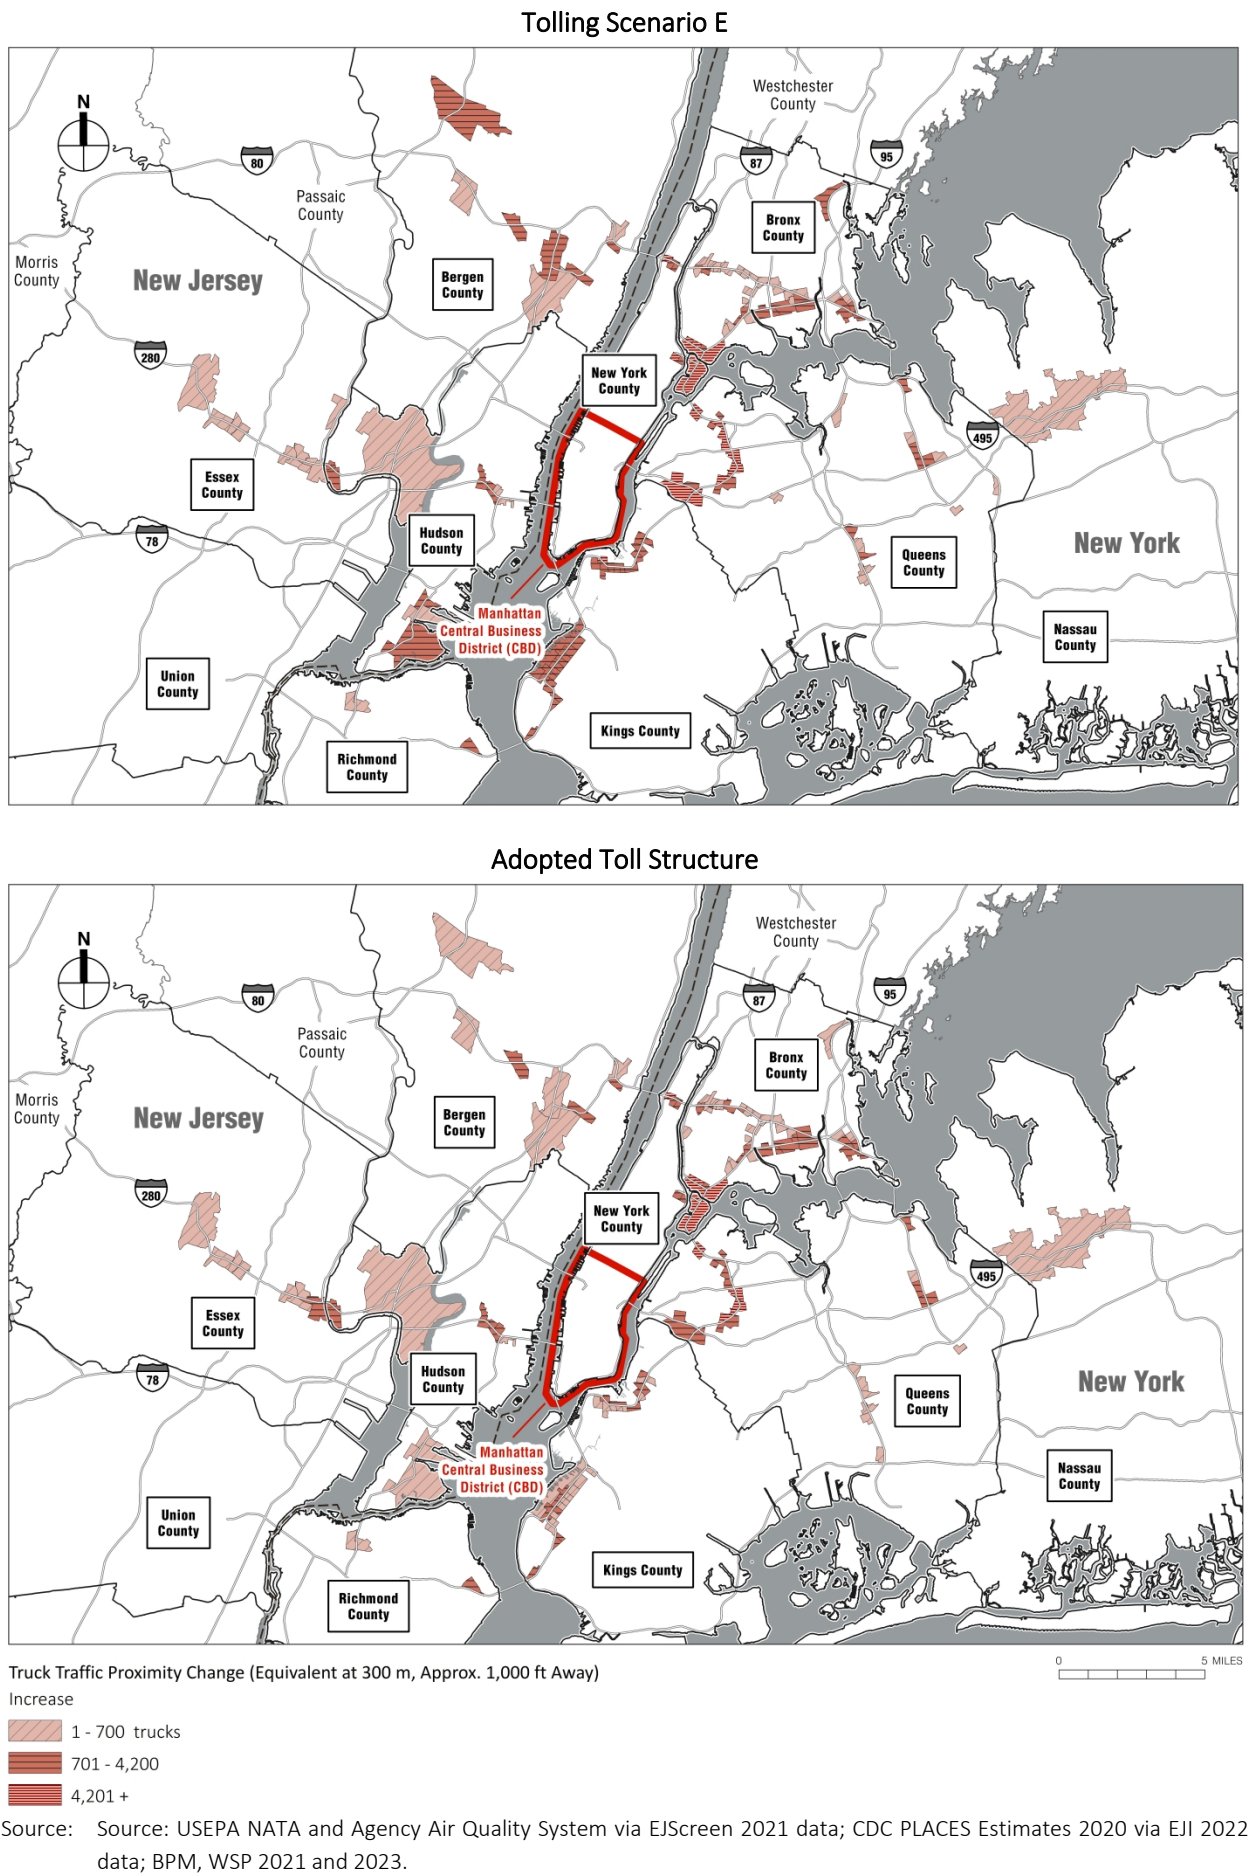 Tolling Scenario E
Westchester
County
N
87
95
80
Passaic
County
Bronx
County
Morris
County
New Jersey
Bergen
County
280
New York
County
495
Essex
County
78
Hudson
County
New York
Queens
County
Manhattan
Central Business
District (CBD)
Nassau
County
Union
County
Kings County
Richmond
County
Adopted Toll Structure
Westchester
County
N
87
95
80
Passaic
County
Bronx
County
Morris
County
New Jersey
Bergen
County
280
New York
County
495
Essex
County
78
Hudson
County
New York
Queens
County
Manhattan
Central Business
District (CBD)
Nassau
County
Union
County
Kings County
Richmond
County
Truck Traffic Proximity Change (Equivalent at 300 m, Approx. 1,000 ft Away)
0 5 MILES
Increase
1 - 700 trucks
701 - 4,200
4,201 +
Source: Source: USEPA NATA and Agency Air Quality System via EJScreen 2021 data; CDC PLACES Estimates 2020 via EJI 2022
data; BPM, WSP 2021 and 2023.